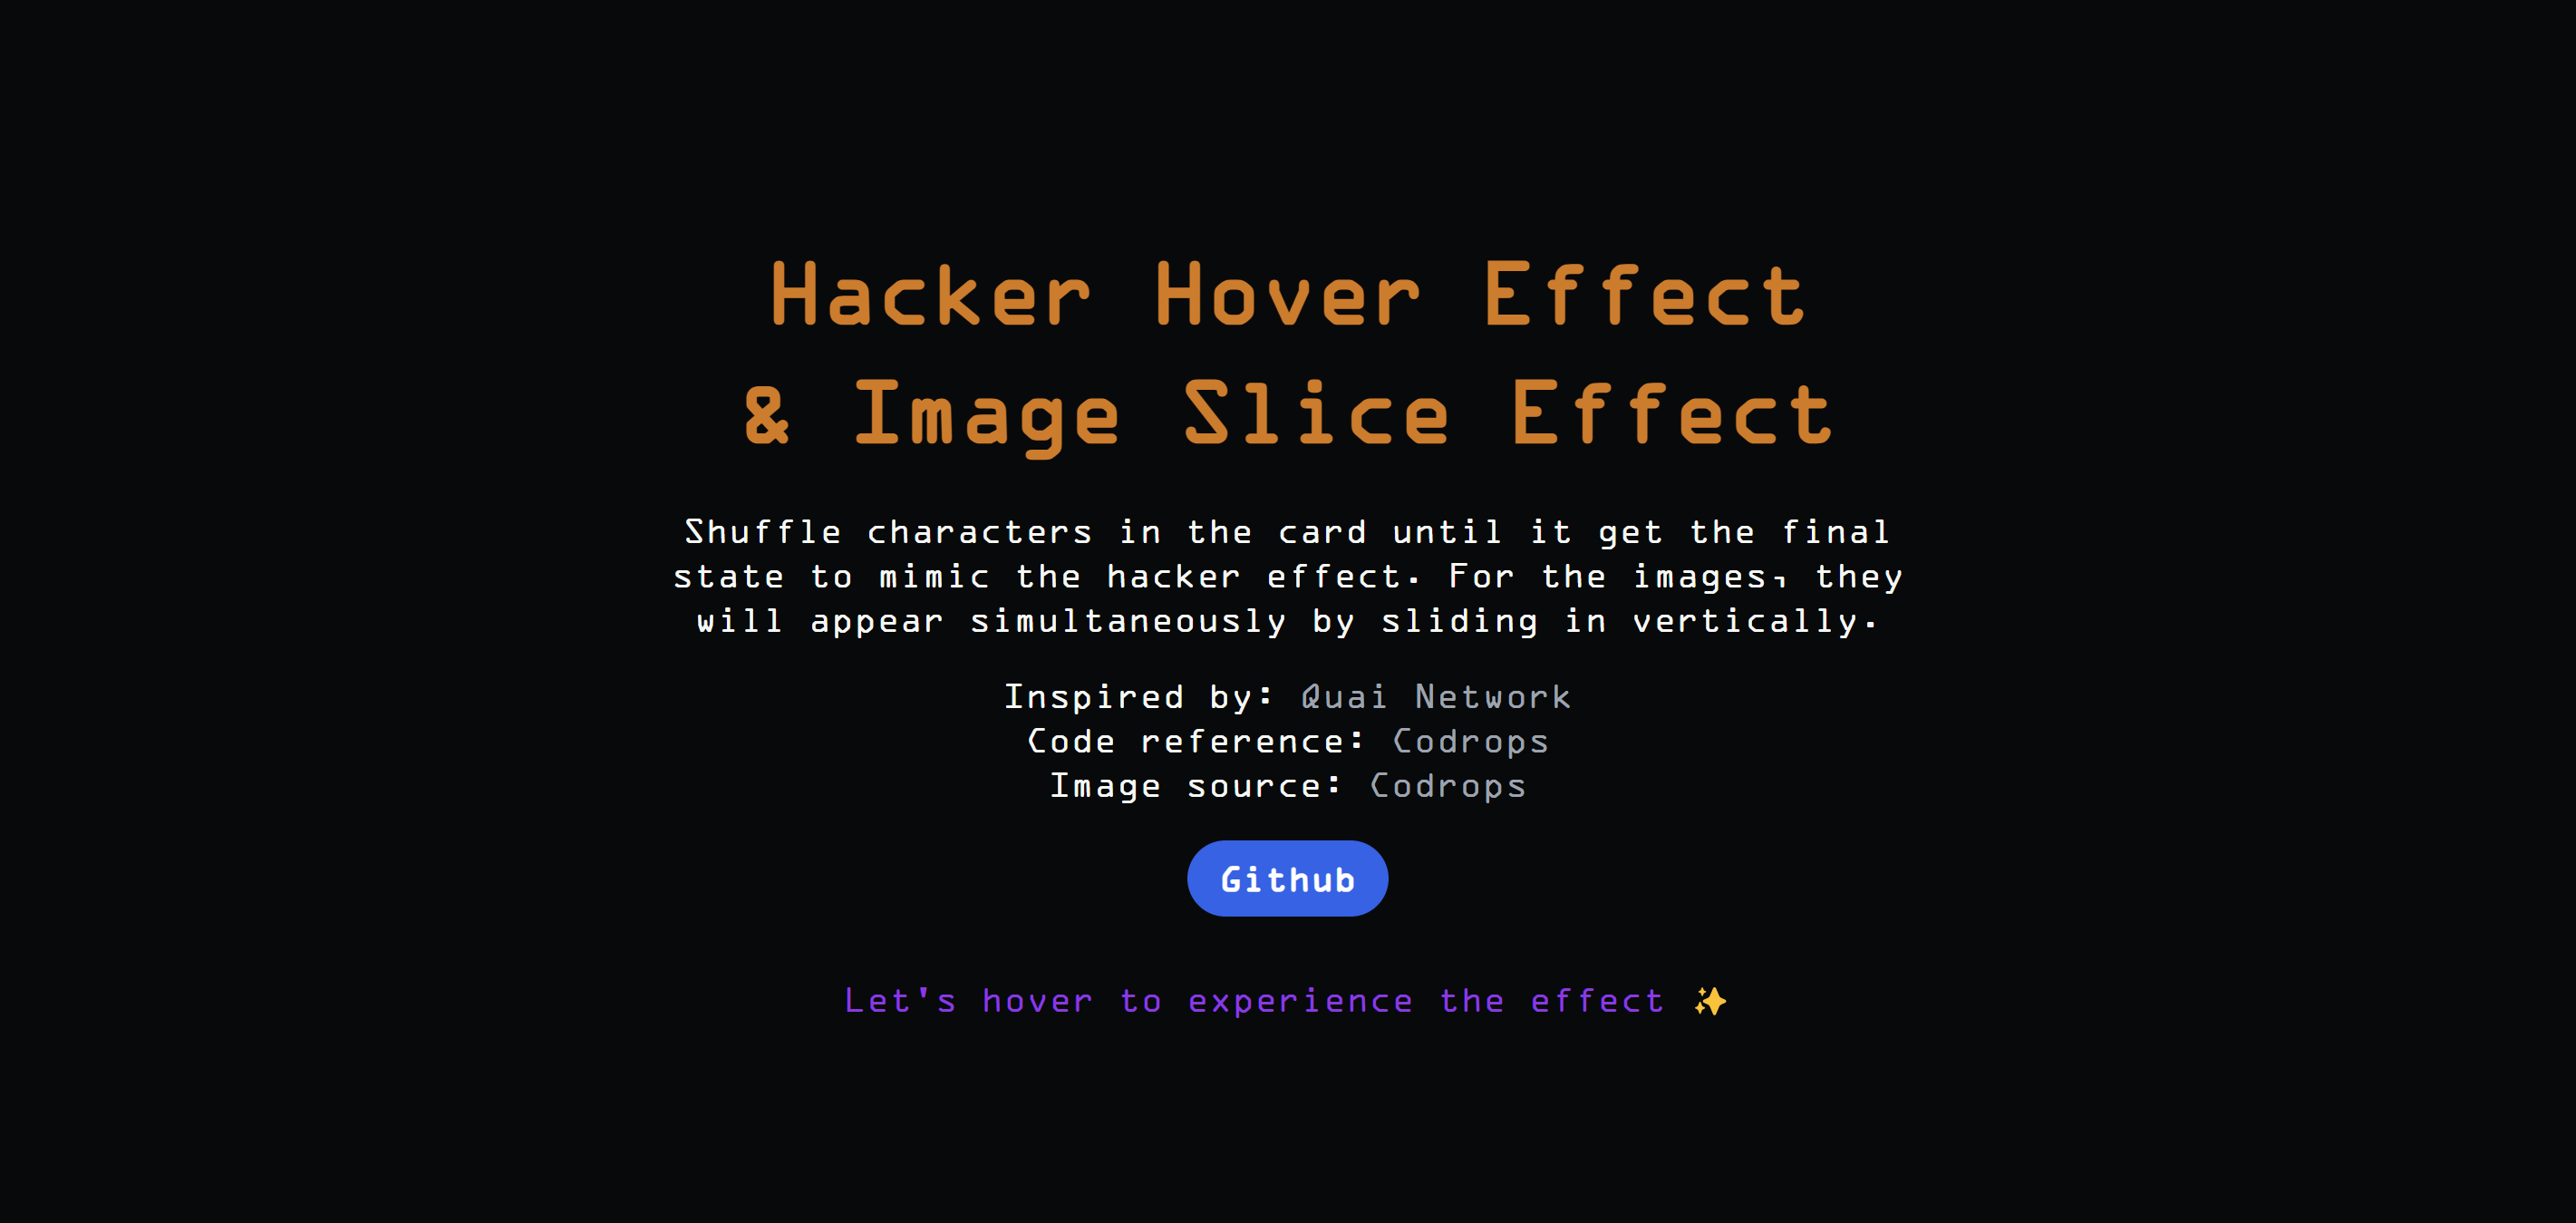 Hacker Hover Effect
& Image Slice Effect
Shuffle characters in the card until it get the final
state to mimic the hacker effect. For the images, they
will appear simultaneously by sliding in vertically.
Inspired by: Quai Network
Code reference: Codrops
Image source: Codrops
Github
Let's hover to experience the effect ✨